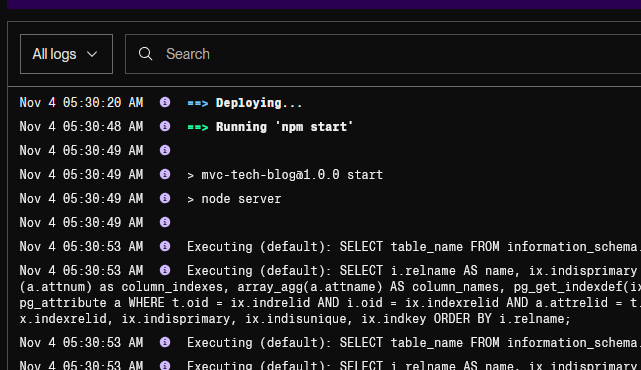 All logs
Search
Nov 4 05:30:20 AM ==> Deploying...
Nov 4 05:30:48 AM ==> Running 'npm start'
Nov 4 05:30:49 AM
Nov 4 05:30:49 AM > mvc-tech-blog@1.0.0 start
Nov 4 05:30:49 AM > node server
Nov 4 05:30:49 AM
Nov 4 05:30:53 AM Executing (default): SELECT table_name FROM information_schema.
Nov 4 05:30:53 AM Executing (default): SELECT i.relname AS name, ix.indisprimary
(a.attnum) as column_indexes, array_agg(a.attname) AS column_names, pg_get_indexdef(ix
pg_attribute a WHERE t.oid = ix.indrelid AND i.oid = ix.indexrelid AND a.attrelid = t.
x.indexrelid, ix.indisprimary, ix.indisunique, ix.indkey ORDER BY i.relname;
Nov 4 05:30:53 AM Executing (default): SELECT table_name FROM information_schema.
Nov 4 05:30:53 AM Executing (default): SELECT i.relname AS name, ix.indisprimary